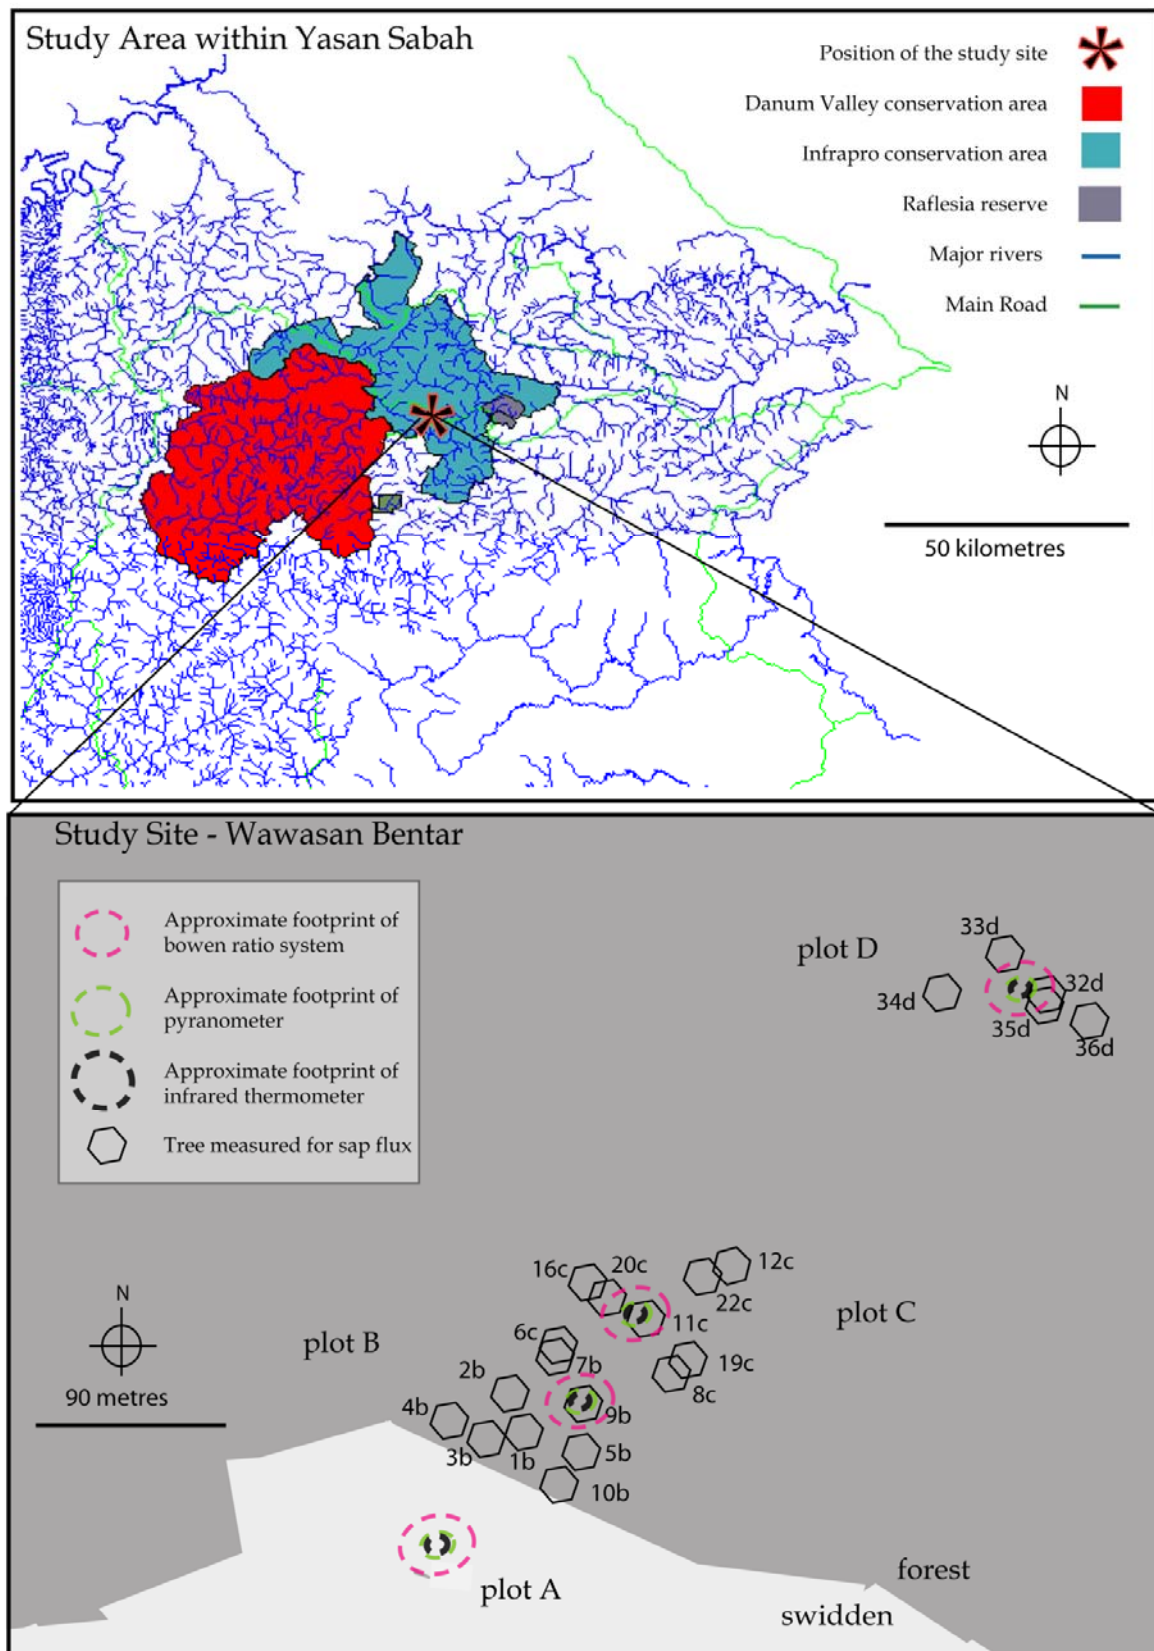 Study Area within Yasan Sabah
Position of the study site
Danum Valley conservation area
Infrapro conservation area
Raflesia reserve
Major rivers
Main Road
N
50 kilometres
Study Site - Wawasan Bentar
Approximate footprint of
bowen ratio system
Approximate footprint of
pyranometer
Approximate footprint of
infrared thermometer
Tree measured for sap flux
plot D
33d
34d
32d
35d
36d
N
90 metres
plot B
plot C
16c
20c
12c
22c
11c
6c
7b
19c
8c
2b
4b
9b
3b
1b
5b
10b
plot A
forest
swidden